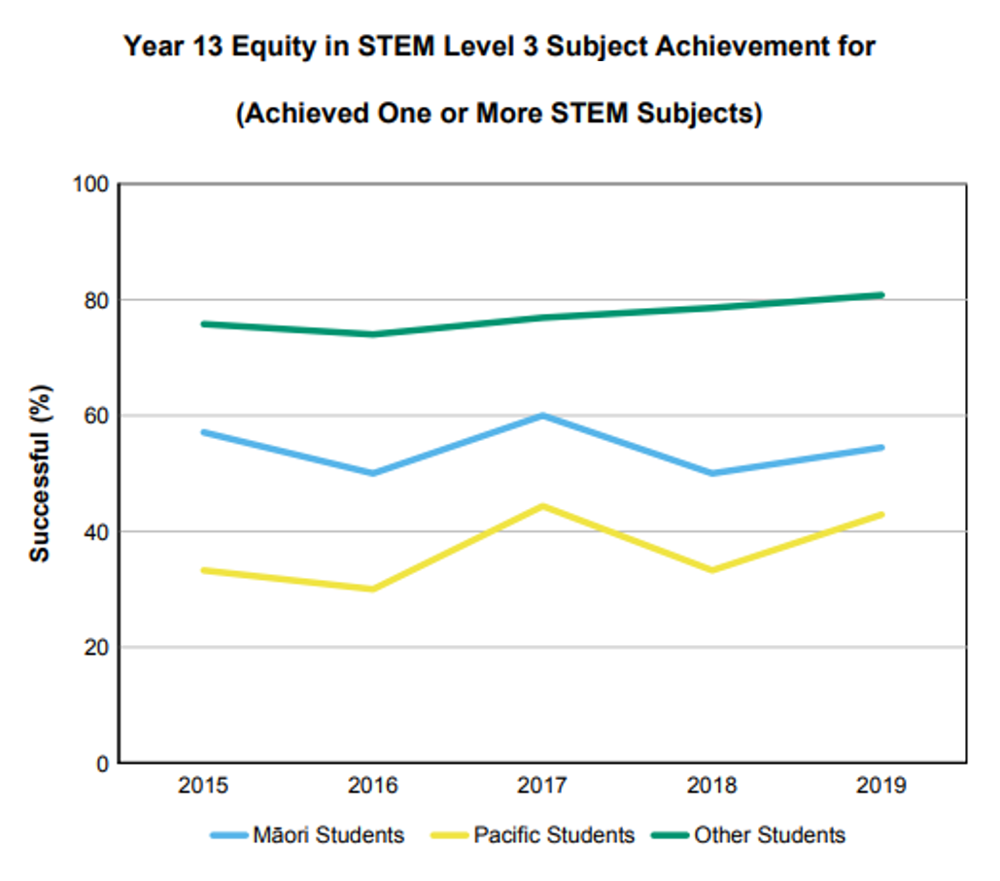 Year 13 Equity in STEM Level 3 Subject Achievement for
(Achieved One or More STEM Subjects)
100
80
60
40
20
0
Successful (%)
2015 2016 2017 2018 2019
Māori Students Pacific Students Other Students